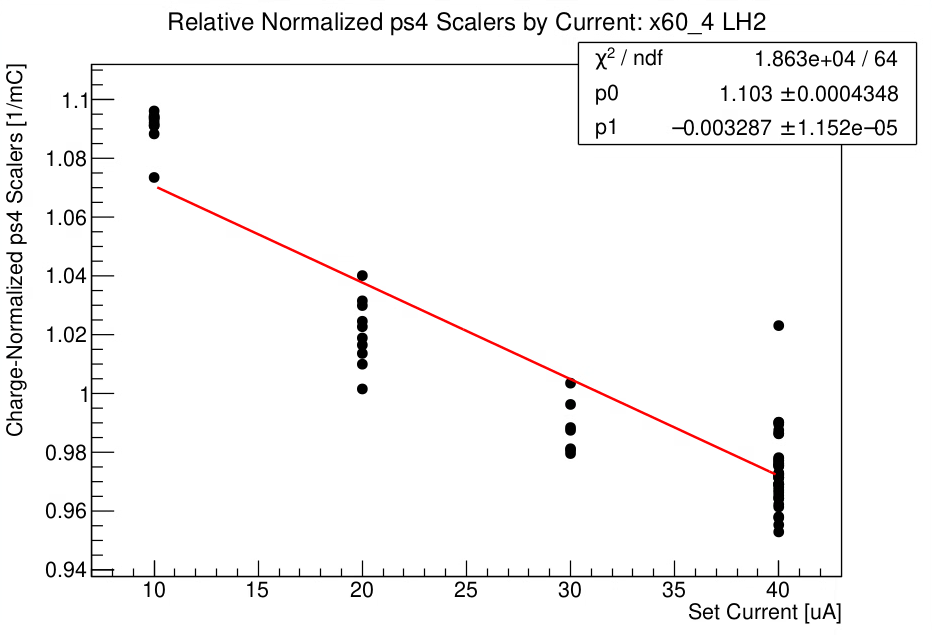 Relative Normalized ps4 Scalers by Current: x60_4 LH2
χ² / ndf 1.863e+04 / 64
p0 1.103 ±0.0004348
p1 −0.003287 ±1.152e−05
Charge-Normalized ps4 Scalers [1/mC]
1.1
1.08
1.06
1.04
1.02
1
0.98
0.96
0.94
10 15 20 25 30 35 40
Set Current [uA]